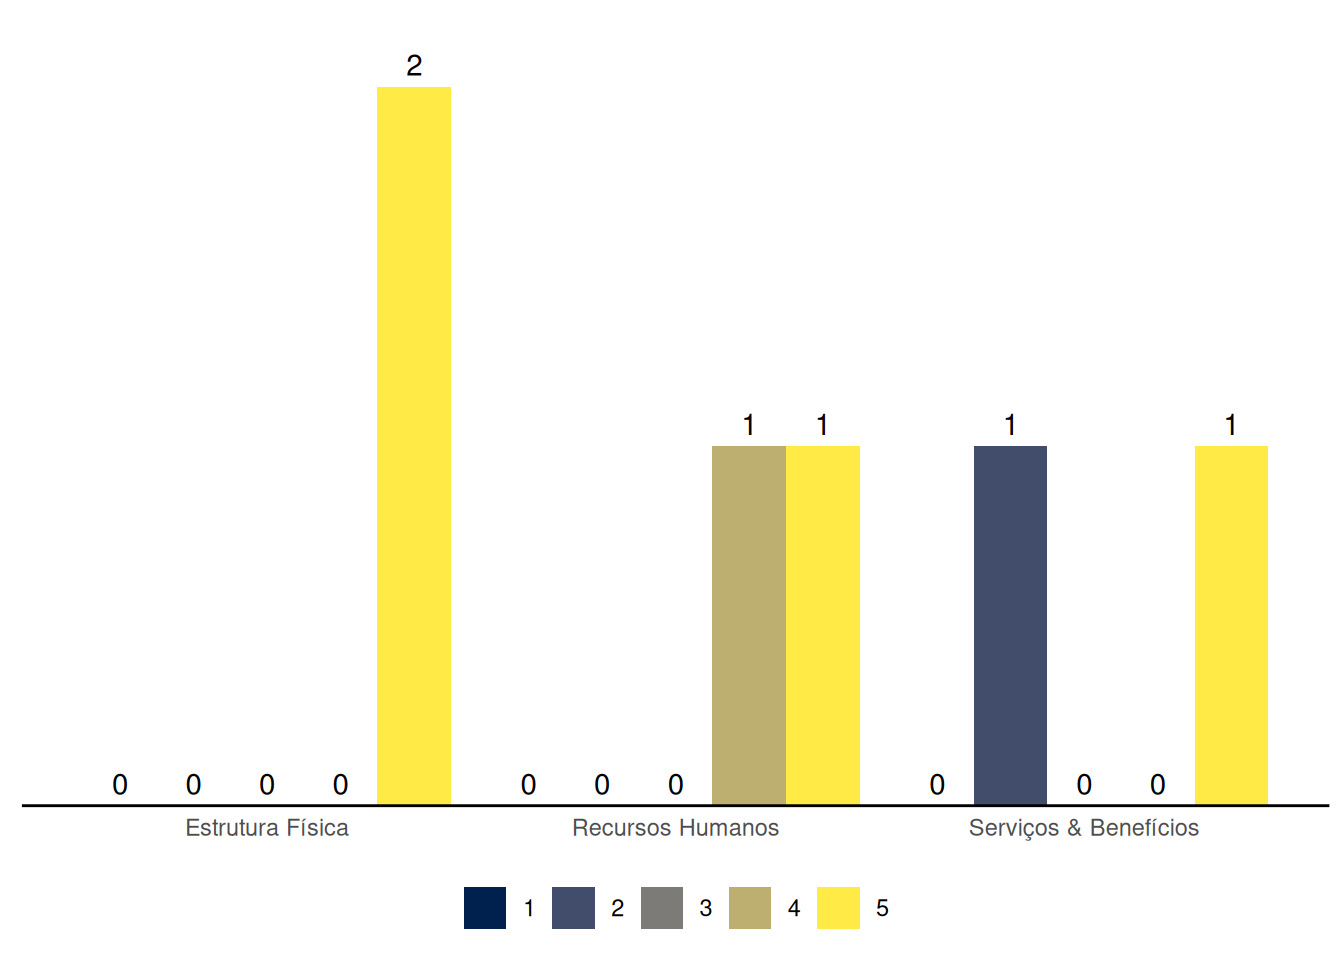 2
1 1 1 1
0 0 0 0 0 0 0 0 0 0
Estrutura Física Recursos Humanos Serviços & Benefícios
1 2 3 4 5